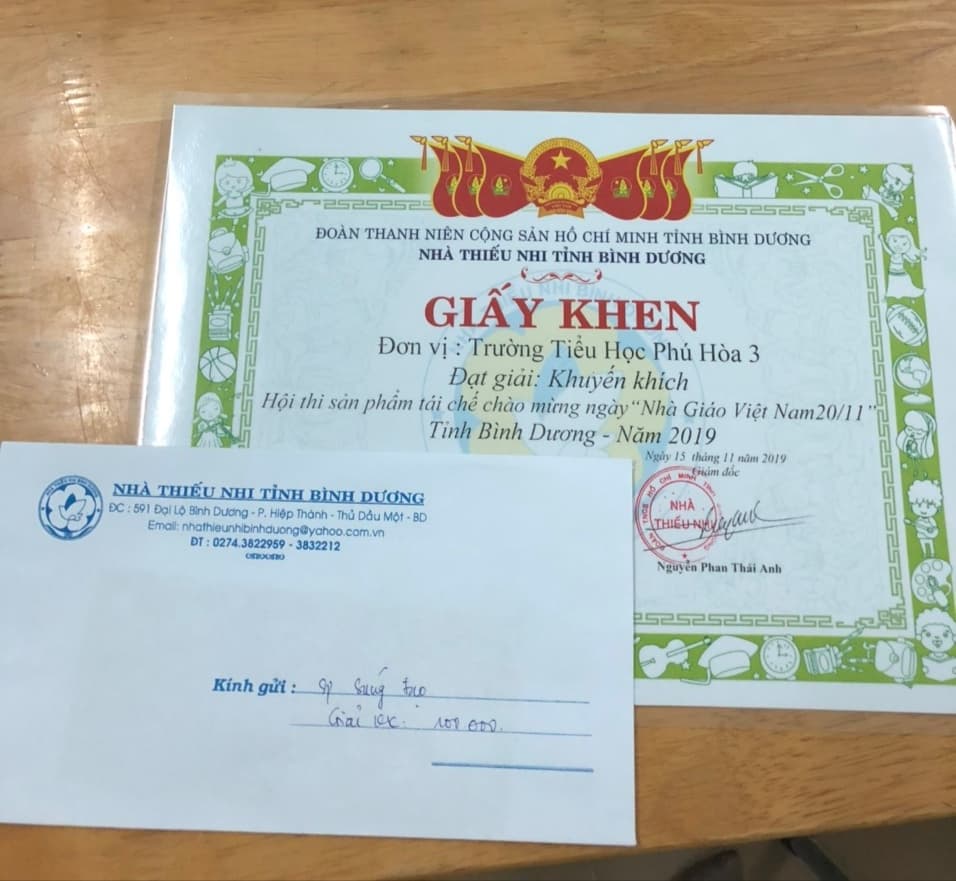 ĐOÀN THANH NIÊN CỘNG SẢN HỒ CHÍ MINH TỈNH BÌNH DƯƠNG
NHÀ THIẾU NHI TỈNH BÌNH DƯƠNG
GIẤY KHEN
Đơn vị : Trường Tiểu Học Phú Hòa 3
Đạt giải: Khuyến khích
Hội thi sản phẩm tái chế chào mừng ngày“Nhà Giáo Việt Nam20/11”
Tỉnh Bình Dương - Năm 2019
Ngày 15 tháng 11 năm 2019
Giám đốc
NHÀ
THIẾU NHI
Nguyễn Phan Thái Anh
NHÀ THIẾU NHI TỈNH BÌNH DƯƠNG
ĐC : 591 Đại Lộ Bình Dương - P. Hiệp Thành - Thủ Dầu Một - BD
Email: nhathieunhibinhduong@yahoo.com.vn
ĐT : 0274.3822959 - 3832212
Kính gửi :
Giải KK: 100 000.